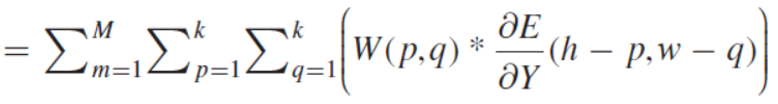 = ∑_{m=1}^{M} ∑_{p=1}^{k} ∑_{q=1}^{k} ( W(p,q) * ∂E/∂Y (h − p, w − q) )